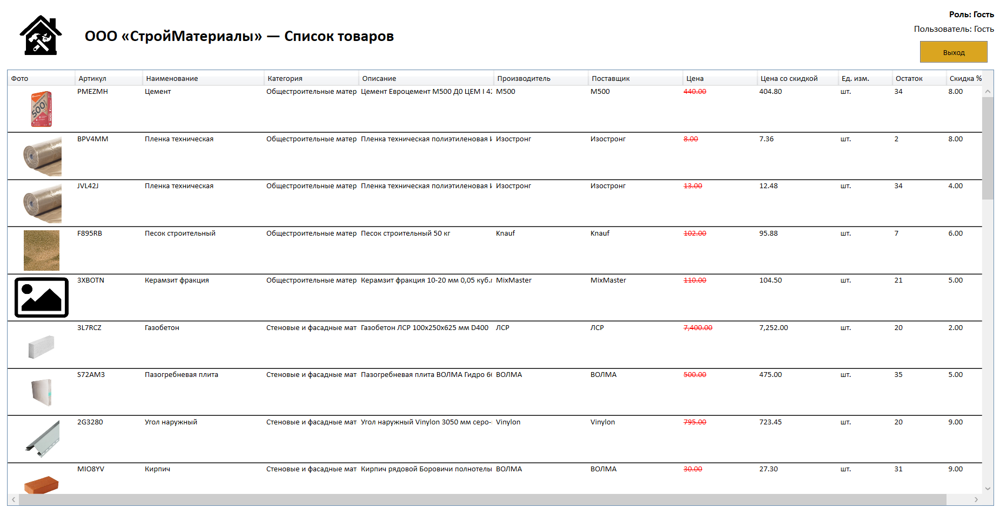 Роль: Гость
Пользователь: Гость
ООО «СтройМатериалы» — Список товаров
Выход
Фото Артикул Наименование Категория Описание Производитель Поставщик Цена Цена со скидкой Ед. изм. Остаток Скидка %
PMEZMH Цемент Общестроительные матер Цемент Евроцемент М500 Д0 ЦЕМ I 42 М500 М500 440.00 404.80 шт. 34 8.00
500
BPV4MM Пленка техническая Общестроительные матер Пленка техническая полиэтиленовая И Изостронг Изостронг 8.00 7.36 шт. 2 8.00
JVL42J Пленка техническая Общестроительные матер Пленка техническая полиэтиленовая И Изостронг Изостронг 13.00 12.48 шт. 34 4.00
F895RB Песок строительный Общестроительные матер Песок строительный 50 кг Knauf Knauf 102.00 95.88 шт. 7 6.00
3XBOTN Керамзит фракция Общестроительные матер Керамзит фракция 10-20 мм 0,05 куб.м MixMaster MixMaster 110.00 104.50 шт. 21 5.00
3L7RCZ Газобетон Стеновые и фасадные мат Газобетон ЛСР 100x250x625 мм D400 ЛСР ЛСР 7,400.00 7,252.00 шт. 20 2.00
S72AM3 Пазогребневая плита Стеновые и фасадные мат Пазогребневая плита ВОЛМА Гидро 6 ВОЛМА ВОЛМА 500.00 475.00 шт. 35 5.00
2G3280 Угол наружный Стеновые и фасадные мат Угол наружный Vinylon 3050 мм серо- Vinylon Vinylon 795.00 723.45 шт. 20 9.00
MIO8YV Кирпич Стеновые и фасадные мат Кирпич рядовой Боровичи полнотелы ВОЛМА ВОЛМА 30.00 27.30 шт. 31 9.00